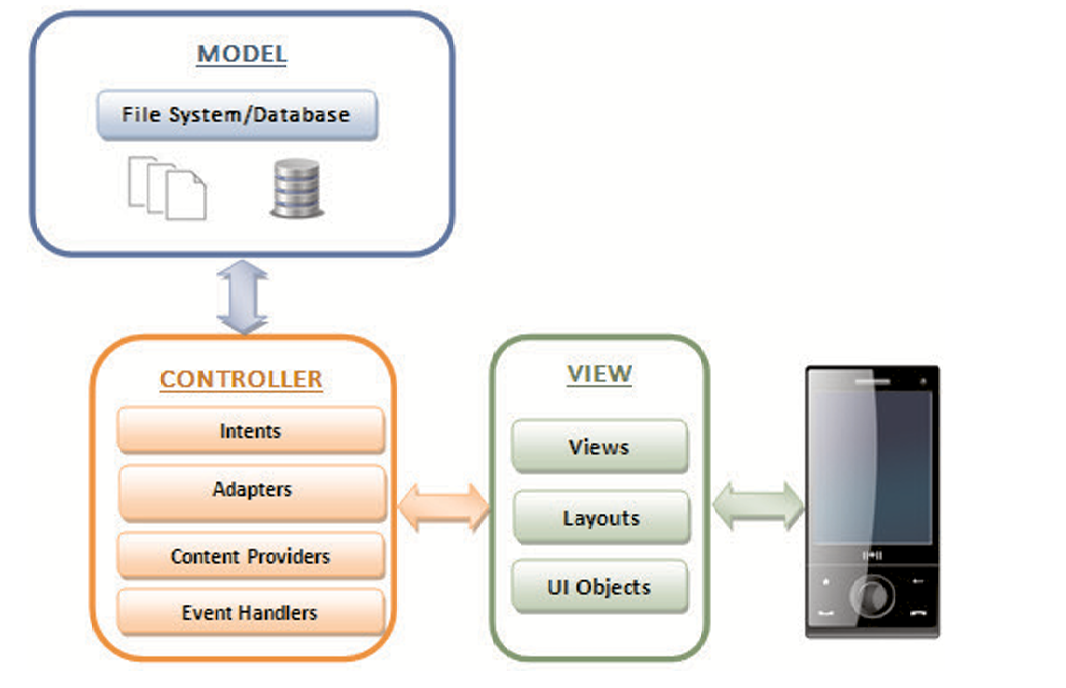 MODEL
File System/Database
CONTROLLER
Intents
Adapters
Content Providers
Event Handlers
VIEW
Views
Layouts
UI Objects